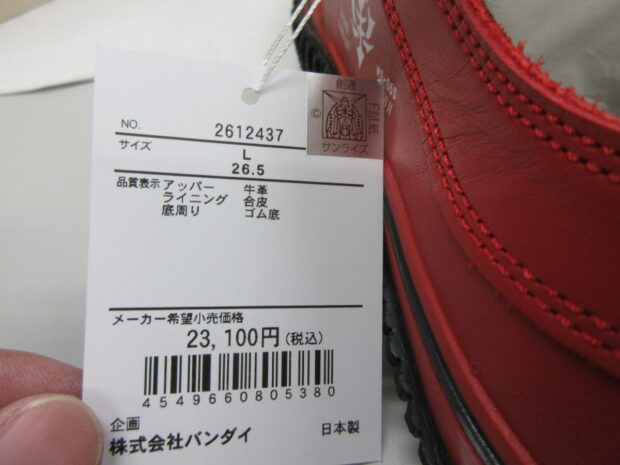 NO. 2612437
サイズ L
26.5
品質表示 アッパー 牛革
ライニング 合皮
底周り ゴム底
メーカー希望小売価格
23,100円(税込)
4549660805380
企画
株式会社バンダイ 日本製
創通
©
サンライズ